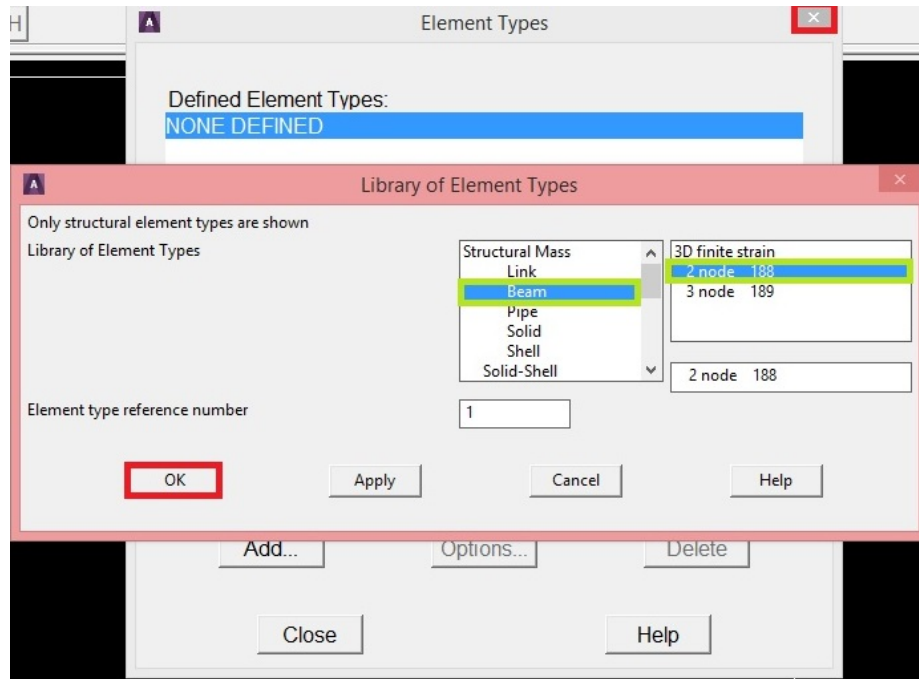 H
Element Types
Defined Element Types:
NONE DEFINED
Library of Element Types
Only structural element types are shown
Library of Element Types
Structural Mass
Link
Beam
Pipe
Solid
Shell
Solid-Shell
3D finite strain
2 node 188
3 node 189
2 node 188
Element type reference number
1
OK Apply Cancel Help
Add... Options... Delete
Close Help